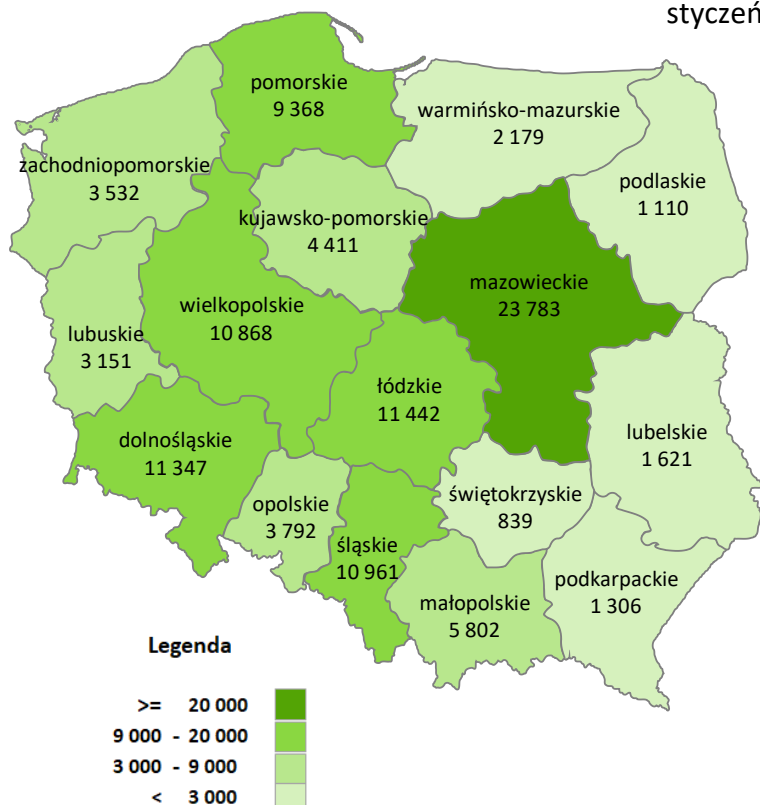 styczeń
pomorskie
9 368
warmińsko-mazurskie
2 179
zachodniopomorskie
3 532
podlaskie
1 110
kujawsko-pomorskie
4 411
mazowieckie
23 783
wielkopolskie
10 868
lubuskie
3 151
łódzkie
11 442
dolnośląskie
11 347
lubelskie
1 621
opolskie
3 792
świętokrzyskie
839
śląskie
10 961
podkarpackie
1 306
małopolskie
5 802
Legenda
>= 20 000
9 000 - 20 000
3 000 - 9 000
< 3 000